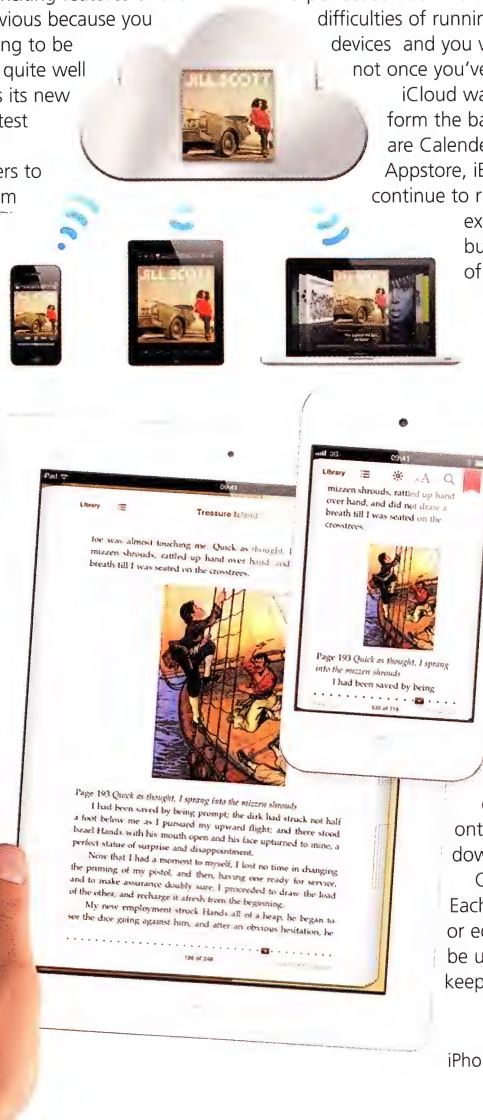 vious because you
ng to be
quite well
s its new
test
ers to
m
difficulties of running
devices and you
not once you've
iCloud wa
form the ba
are Calende
Appstore, iB
continue to r
ex
bu
of
JILL SCOTT
JILL SCOTT
JILL SCOTT
iPad 09:41
Library Treasure Island
foe was almost touching me. Quick as thought, I
mizzen shrouds, rattled up hand over hand and
breath till I was seated on the crosstrees.
Page 193 Quick as thought, I sprang into the mizzen shrouds
I had been saved by being prompt; the dirk had struck not half
a foot below me as I pursued my upward flight; and there stood
Israel Hands with his mouth open and his face upturned to mine, a
perfect statue of surprise and disappointment.
Now that I had a moment to myself, I lost no time in changing
the priming of my pistol, and then, having one ready for service,
and to make assurance doubly sure, I proceeded to draw the load
of the other, and recharge it afresh from the beginning.
My new employment struck Hands all of a heap; he began to
see the dice going against him, and after an obvious hesitation, he
3G 09:41
Library AA
mizzen shrouds, rattled up hand
over hand, and did not draw a
breath till I was seated on the
crosstrees.
Page 193 Quick as thought, I sprang
into the mizzen shrouds
I had been saved by being
ont
dow
Each
or e
be u
keep
iPho